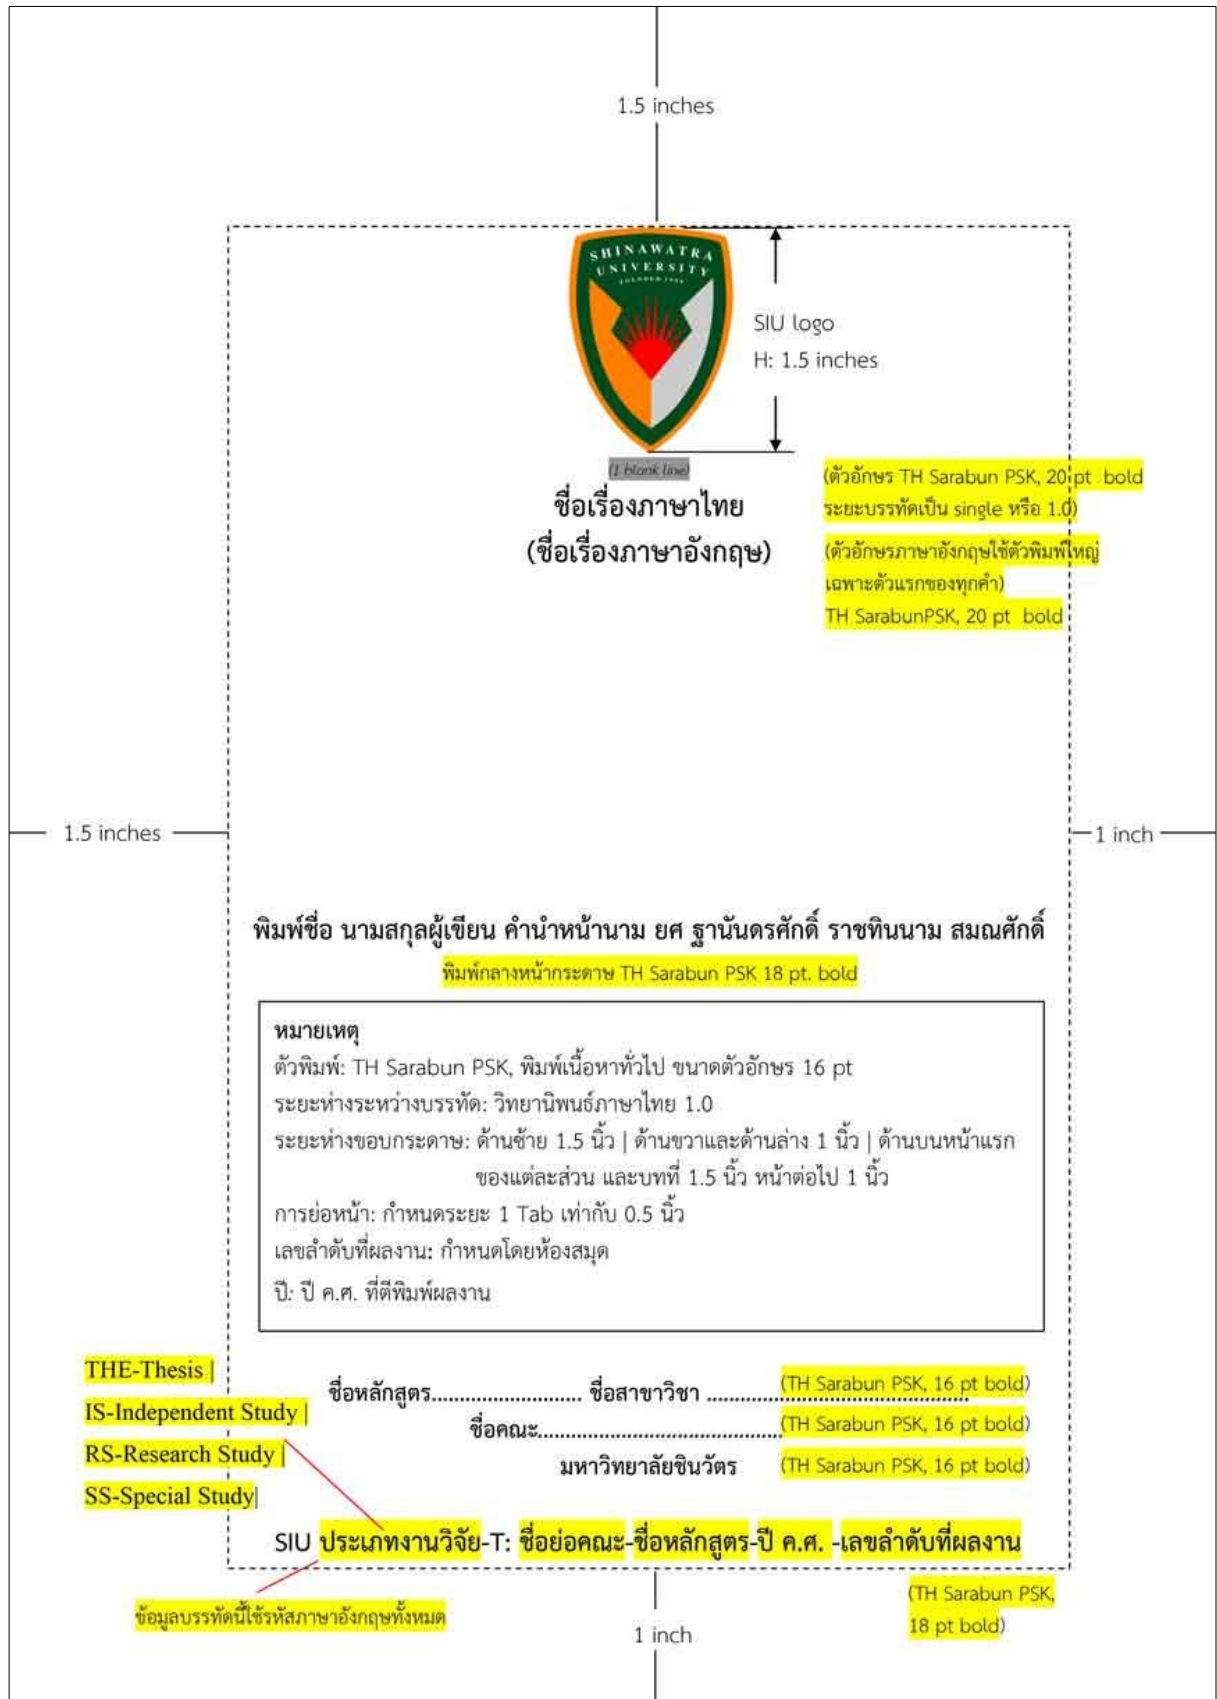 1.5 inches
SHINAWATRA
UNIVERSITY
SIU logo
H: 1.5 inches
(1 blank line)
ชื่อเรื่องภาษาไทย
(ชื่อเรื่องภาษาอังกฤษ)
(ตัวอักษร TH Sarabun PSK, 20 pt bold
ระยะบรรทัดเป็น single หรือ 1.0)
(ตัวอักษรภาษาอังกฤษใช้ตัวพิมพ์ใหญ่
เฉพาะตัวแรกของทุกคำ)
TH SarabunPSK, 20 pt bold
1.5 inches
1 inch
พิมพ์ชื่อ นามสกุลผู้เขียน คำนำหน้านาม ยศ ฐานันดรศักดิ์ ราชทินนาม สมณศักดิ์
พิมพ์กลางหน้ากระดาษ TH Sarabun PSK 18 pt. bold
หมายเหตุ
ตัวพิมพ์: TH Sarabun PSK, พิมพ์เนื้อหาทั่วไป ขนาดตัวอักษร 16 pt
ระยะห่างระหว่างบรรทัด: วิทยานิพนธ์ภาษาไทย 1.0
ระยะห่างขอบกระดาษ: ด้านซ้าย 1.5 นิ้ว | ด้านขวาและด้านล่าง 1 นิ้ว | ด้านบนหน้าแรก
ของแต่ละส่วน และบทที่ 1.5 นิ้ว หน้าต่อไป 1 นิ้ว
การย่อหน้า: กำหนดระยะ 1 Tab เท่ากับ 0.5 นิ้ว
เลขลำดับที่ผลงาน: กำหนดโดยห้องสมุด
ปี: ปี ค.ศ. ที่ตีพิมพ์ผลงาน
THE-Thesis |
IS-Independent Study |
RS-Research Study |
SS-Special Study|
ชื่อหลักสูตร......................... ชื่อสาขาวิชา ............................................ (TH Sarabun PSK, 16 pt bold)
ชื่อคณะ......................................... (TH Sarabun PSK, 16 pt bold)
มหาวิทยาลัยชินวัตร (TH Sarabun PSK, 16 pt bold)
SIU ประเภทงานวิจัย-T: ชื่อย่อคณะ-ชื่อหลักสูตร-ปี ค.ศ. -เลขลำดับที่ผลงาน
ข้อมูลบรรทัดนี้ใช้รหัสภาษาอังกฤษทั้งหมด
(TH Sarabun PSK,
18 pt bold)
1 inch